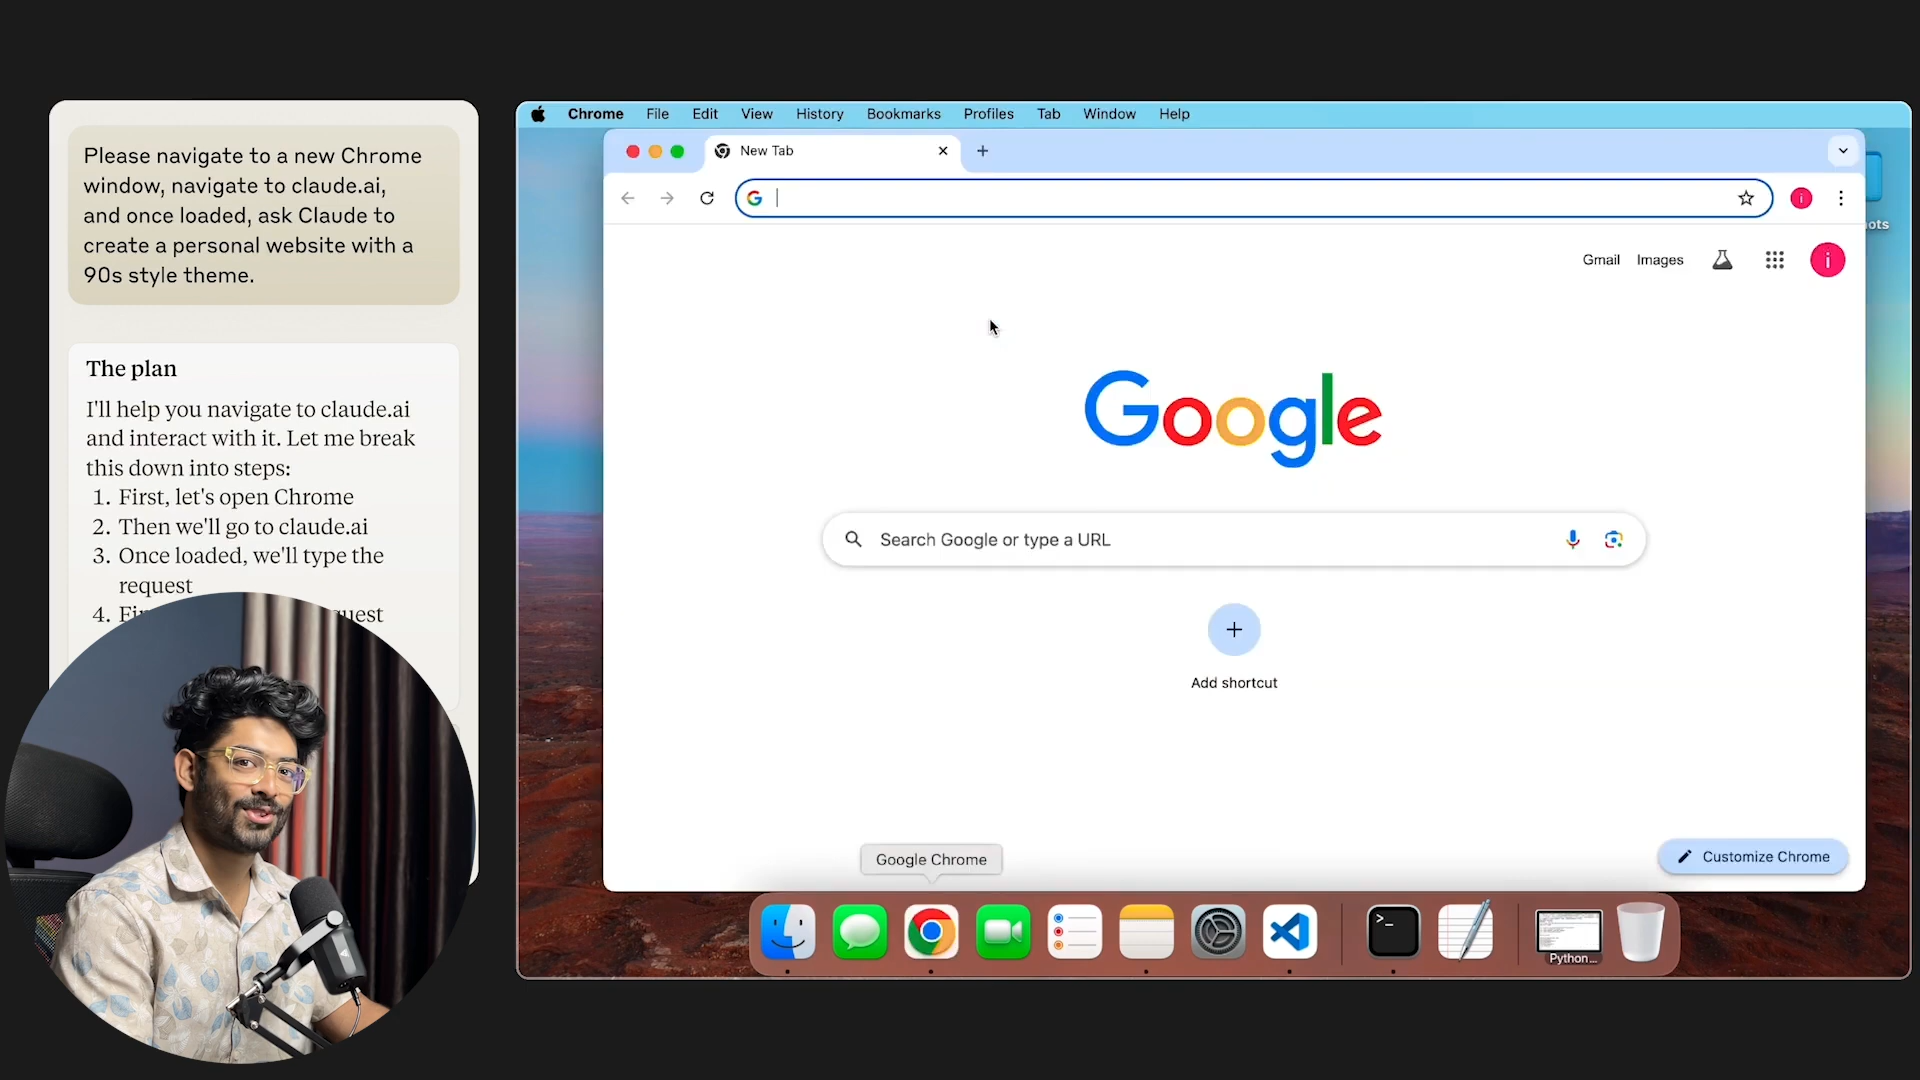 Please navigate to a new Chrome
window, navigate to claude.ai,
and once loaded, ask Claude to
create a personal website with a
90s style theme.
The plan
I'll help you navigate to claude.ai
and interact with it. Let me break
this down into steps:
1. First, let's open Chrome
2. Then we'll go to claude.ai
3. Once loaded, we'll type the
request
4.
Chrome File Edit View History Bookmarks Profiles Tab Window Help
New Tab
Gmail Images
i
Google
Search Google or type a URL
Add shortcut
Customize Chrome
Google Chrome
Python...